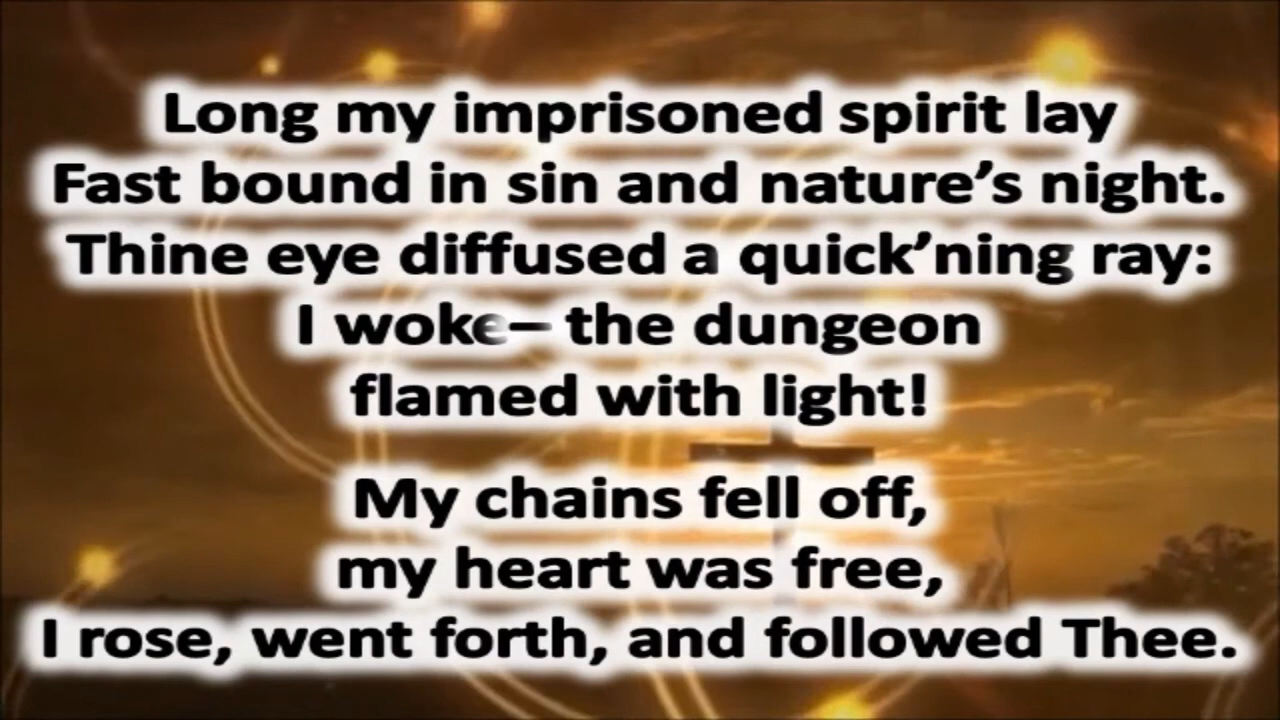 Long my imprisoned spirit lay
Fast bound in sin and nature’s night.
Thine eye diffused a quick’ning ray:
I woke– the dungeon
flamed with light!
My chains fell off,
my heart was free,
I rose, went forth, and followed Thee.